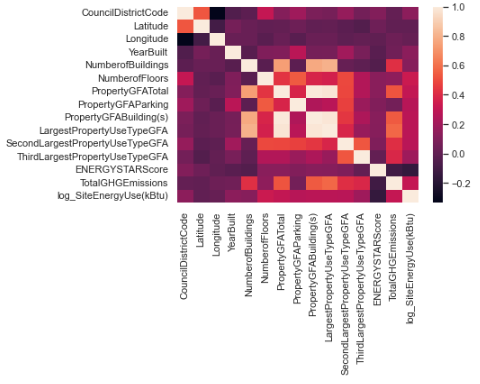 CouncilDistrictCode
Latitude
Longitude
YearBuilt
NumberofBuildings
NumberofFloors
PropertyGFATotal
PropertyGFAParking
PropertyGFABuilding(s)
LargestPropertyUseTypeGFA
SecondLargestPropertyUseTypeGFA
ThirdLargestPropertyUseTypeGFA
ENERGYSTARScore
TotalGHGEmissions
log_SiteEnergyUse(kBtu)
CouncilDistrictCode
Latitude
Longitude
YearBuilt
NumberofBuildings
NumberofFloors
PropertyGFATotal
PropertyGFAParking
PropertyGFABuilding(s)
LargestPropertyUseTypeGFA
SecondLargestPropertyUseTypeGFA
ThirdLargestPropertyUseTypeGFA
ENERGYSTARScore
TotalGHGEmissions
log_SiteEnergyUse(kBtu)
1.0
0.8
0.6
0.4
0.2
0.0
−0.2